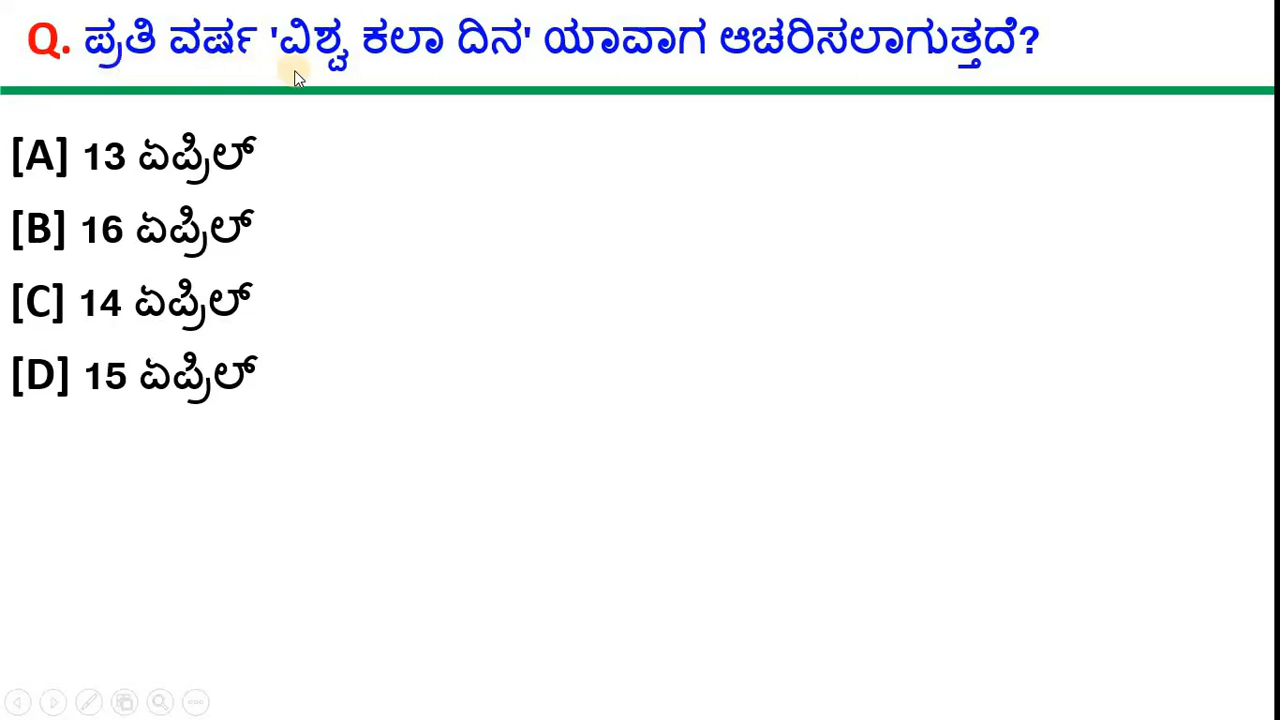 Q. ಪ್ರತಿ ವರ್ಷ 'ವಿಶ್ವ ಕಲಾ ದಿನ' ಯಾವಾಗ ಆಚರಿಸಲಾಗುತ್ತದೆ?
[A] 13 ಏಪ್ರಿಲ್
[B] 16 ಏಪ್ರಿಲ್
[C] 14 ಏಪ್ರಿಲ್
[D] 15 ಏಪ್ರಿಲ್